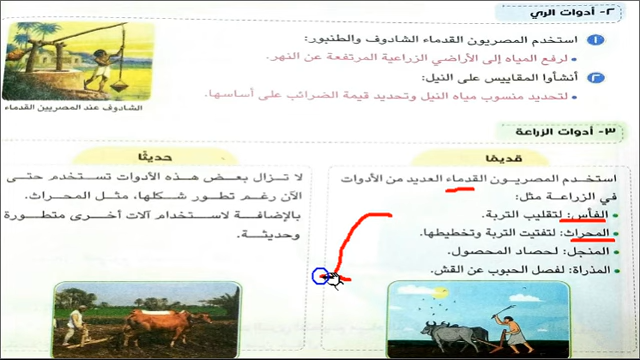 ٢- أدوات الري
١ استخدم المصريون القدماء الشادوف والطنبور:
• لرفع المياه إلى الأراضي الزراعية المرتفعة عن النهر.
٢ أنشأوا المقاييس على النيل:
• لتحديد منسوب مياه النيل وتحديد قيمة الضرائب على أساسها.
الشادوف عند المصريين القدماء
٣- أدوات الزراعة
قديمًا
استخدم المصريون القدماء العديد من الأدوات
في الزراعة مثل:
• الفأس: لتقليب التربة.
• المحراث: لتفتيت التربة وتخطيطها.
• المنجل: لحصاد المحصول.
• المذراة: لفصل الحبوب عن القش.
حديثًا
لا تزال بعض هذه الأدوات تستخدم حتى
الآن رغم تطور شكلها، مثل المحراث.
بالإضافة لاستخدام آلات أخرى متطورة
وحديثة.